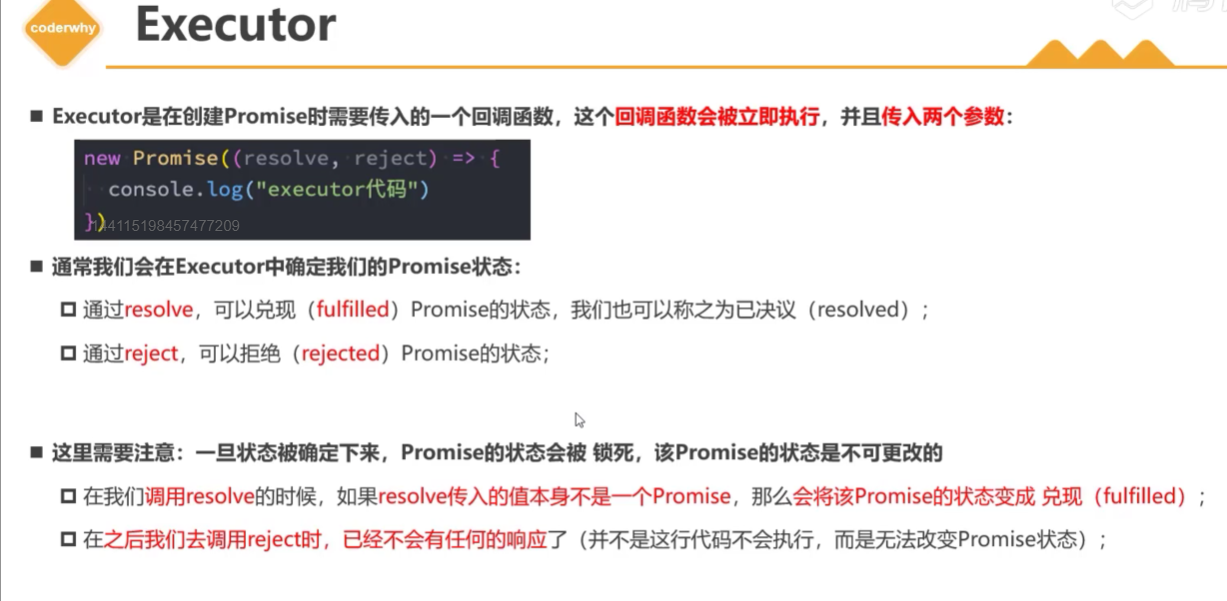 coderwhy
Executor
Executor是在创建Promise时需要传入的一个回调函数，这个回调函数会被立即执行，并且传入两个参数：
new Promise((resolve, reject) => {
console.log("executor代码")
})
144115198457477209
通常我们会在Executor中确定我们的Promise状态：
通过resolve，可以兑现（fulfilled）Promise的状态，我们也可以称之为已决议（resolved）；
通过reject，可以拒绝（rejected）Promise的状态；
这里需要注意：一旦状态被确定下来，Promise的状态会被 锁死，该Promise的状态是不可更改的
在我们调用resolve的时候，如果resolve传入的值本身不是一个Promise，那么会将该Promise的状态变成 兑现（fulfilled）；
在之后我们去调用reject时，已经不会有任何的响应了（并不是这行代码不会执行，而是无法改变Promise状态）；